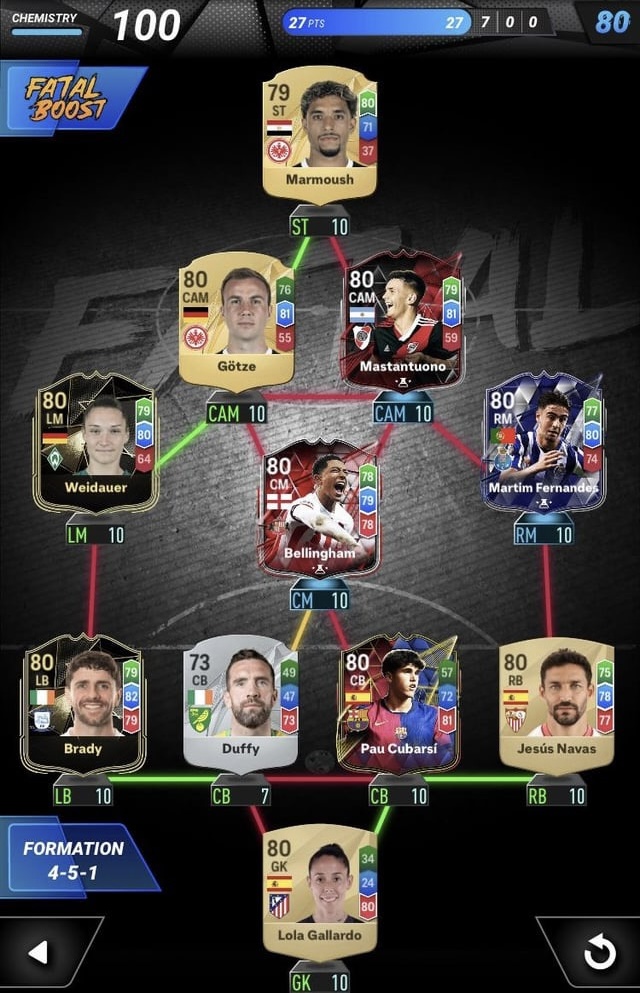 CHEMISTRY 100 27 PTS 27 7 0 0 80
FATAL
BOOST
79
ST
80
71
37
Marmoush
ST 10
80
CAM
76
81
55
Götze
CAM 10
80
CAM
79
81
59
Mastantuono
CAM 10
80
LM
79
80
64
Weidauer
LM 10
80
CM
78
79
78
Bellingham
CM 10
80
RM
77
80
74
Martim Fernandes
RM 10
80
LB
79
82
79
Brady
LB 10
73
CB
49
47
73
Duffy
CB 7
80
CB
57
72
81
Pau Cubarsí
CB 10
80
RB
75
78
77
Jesús Navas
RB 10
FORMATION
4-5-1
80
GK
34
24
80
Lola Gallardo
GK 10